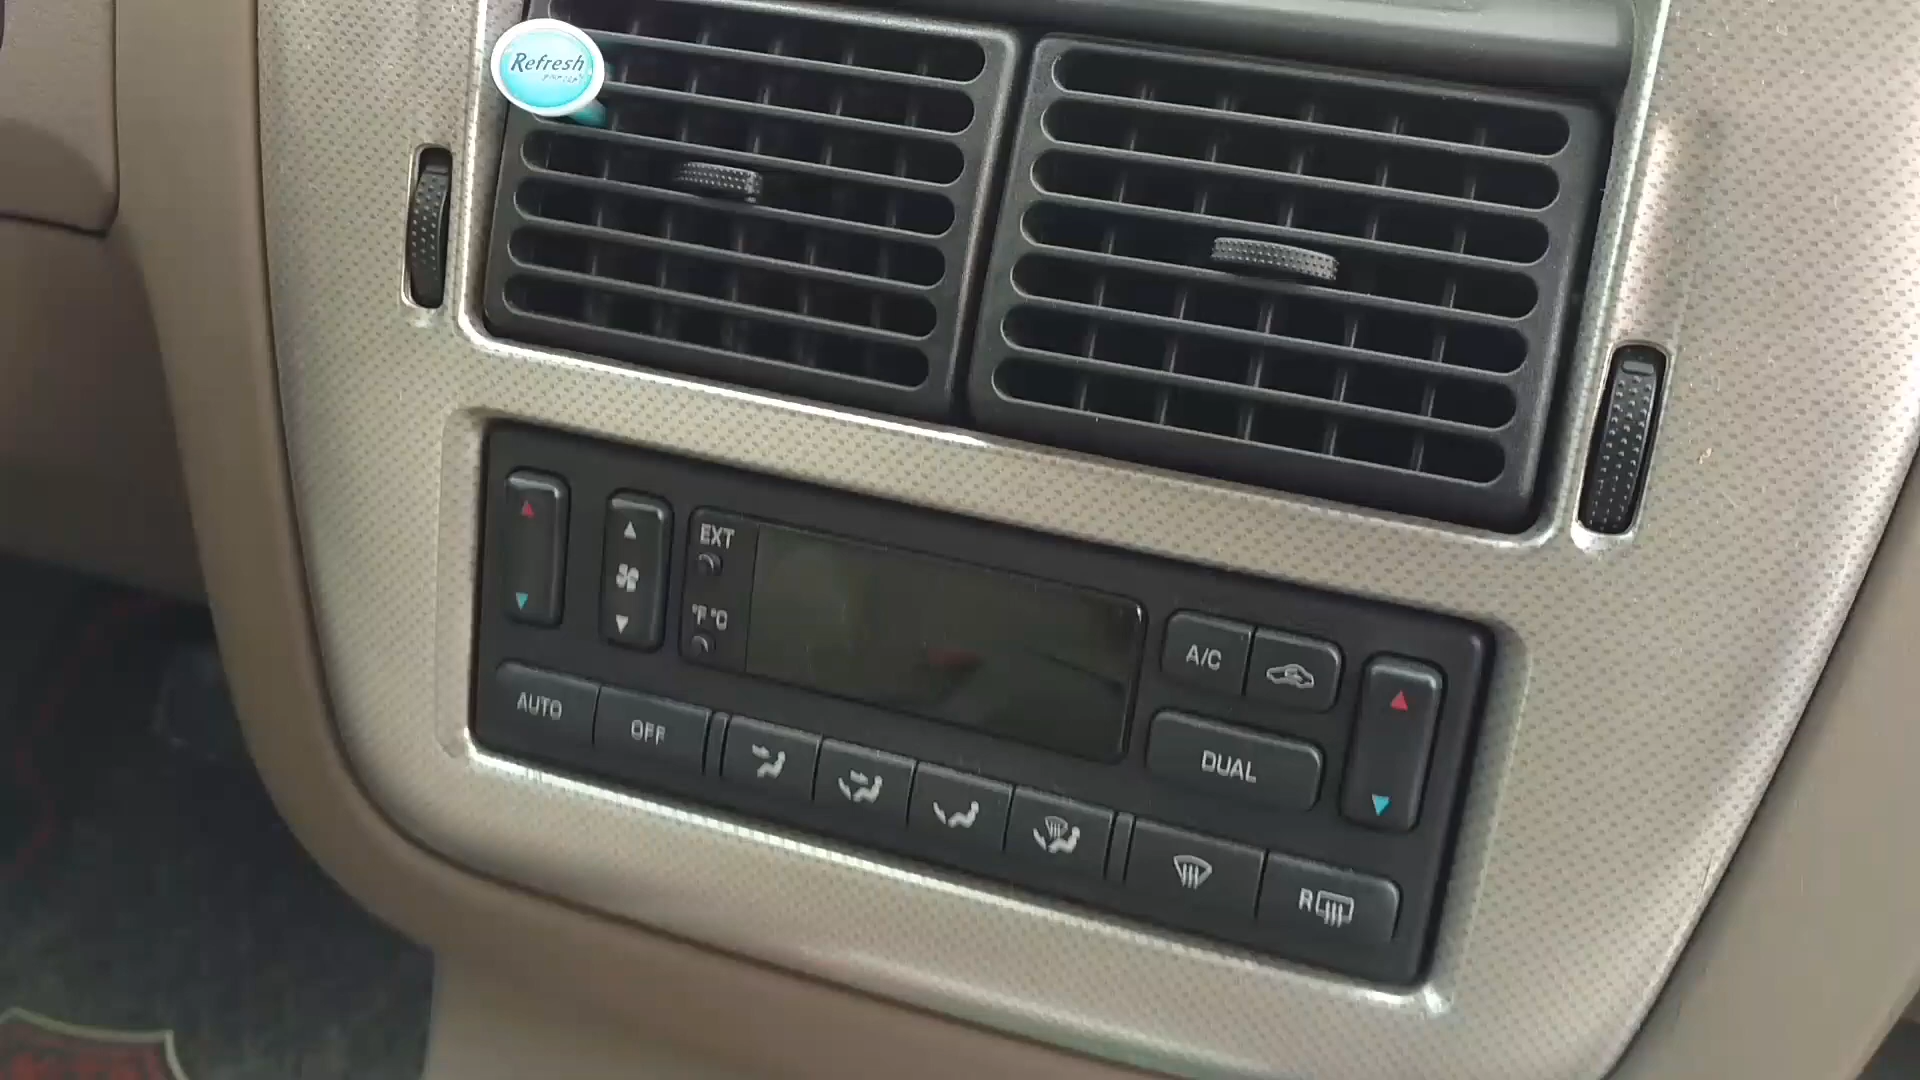 Refresh
EXT
°F °C
A/C
AUTO
OFF
DUAL
R